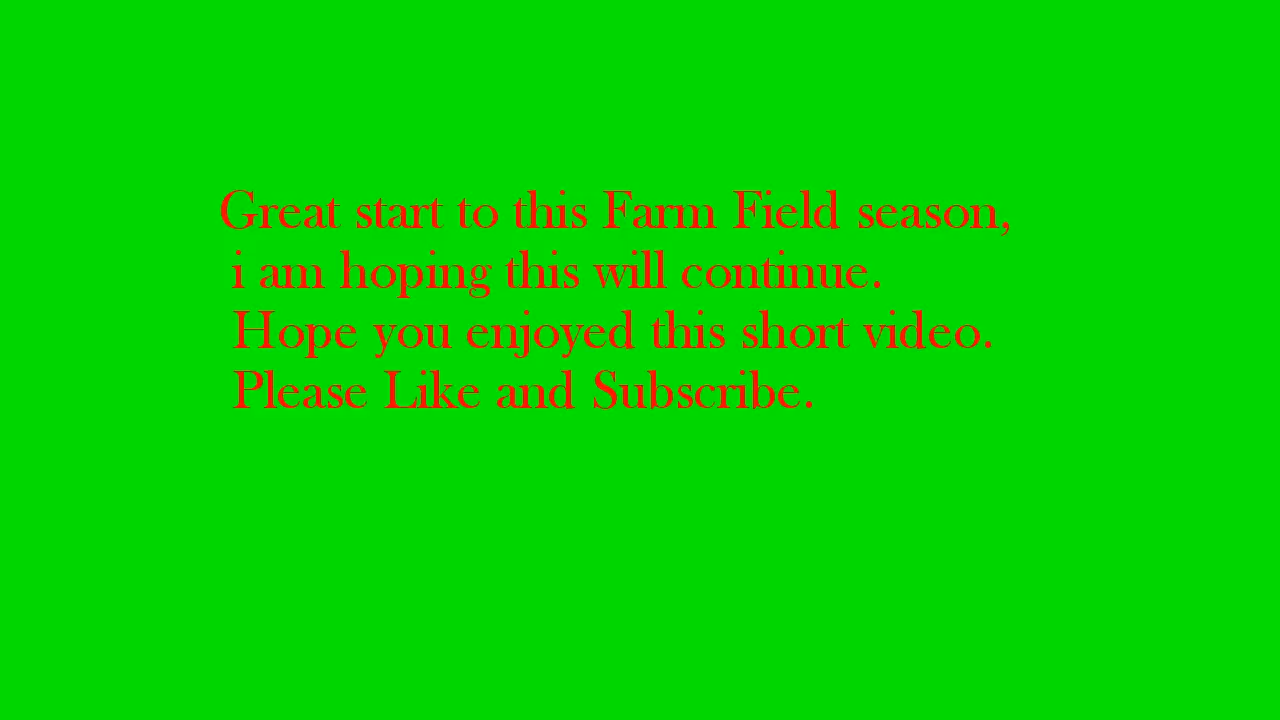 Great start to this Farm Field season,
i am hoping this will continue.
Hope you enjoyed this short video.
Please Like and Subscribe.